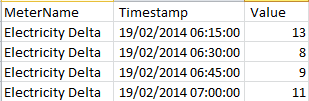 MeterName Timestamp Value
Electricity Delta 19/02/2014 06:15:00 13
Electricity Delta 19/02/2014 06:30:00 8
Electricity Delta 19/02/2014 06:45:00 9
Electricity Delta 19/02/2014 07:00:00 11